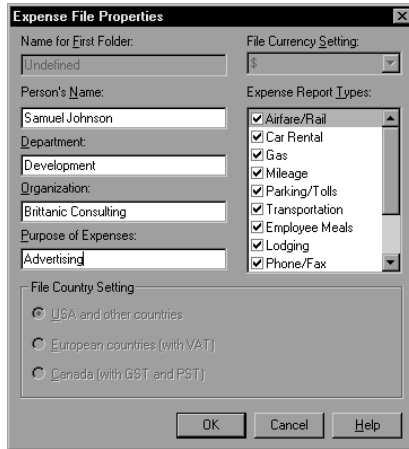 Expense File Properties
Name for First Folder:
Undefined
Person's Name:
Samuel Johnson
Department:
Development
Organization:
Brittanic Consulting
Purpose of Expenses:
Advertising
File Currency Setting:
$
Expense Report Types:
Airfare/Rail
Car Rental
Gas
Mileage
Parking/Tolls
Transportation
Employee Meals
Lodging
Phone/Fax
File Country Setting
USA and other countries
European countries (with VAT)
Canada (with GST and PST)
OK Cancel Help